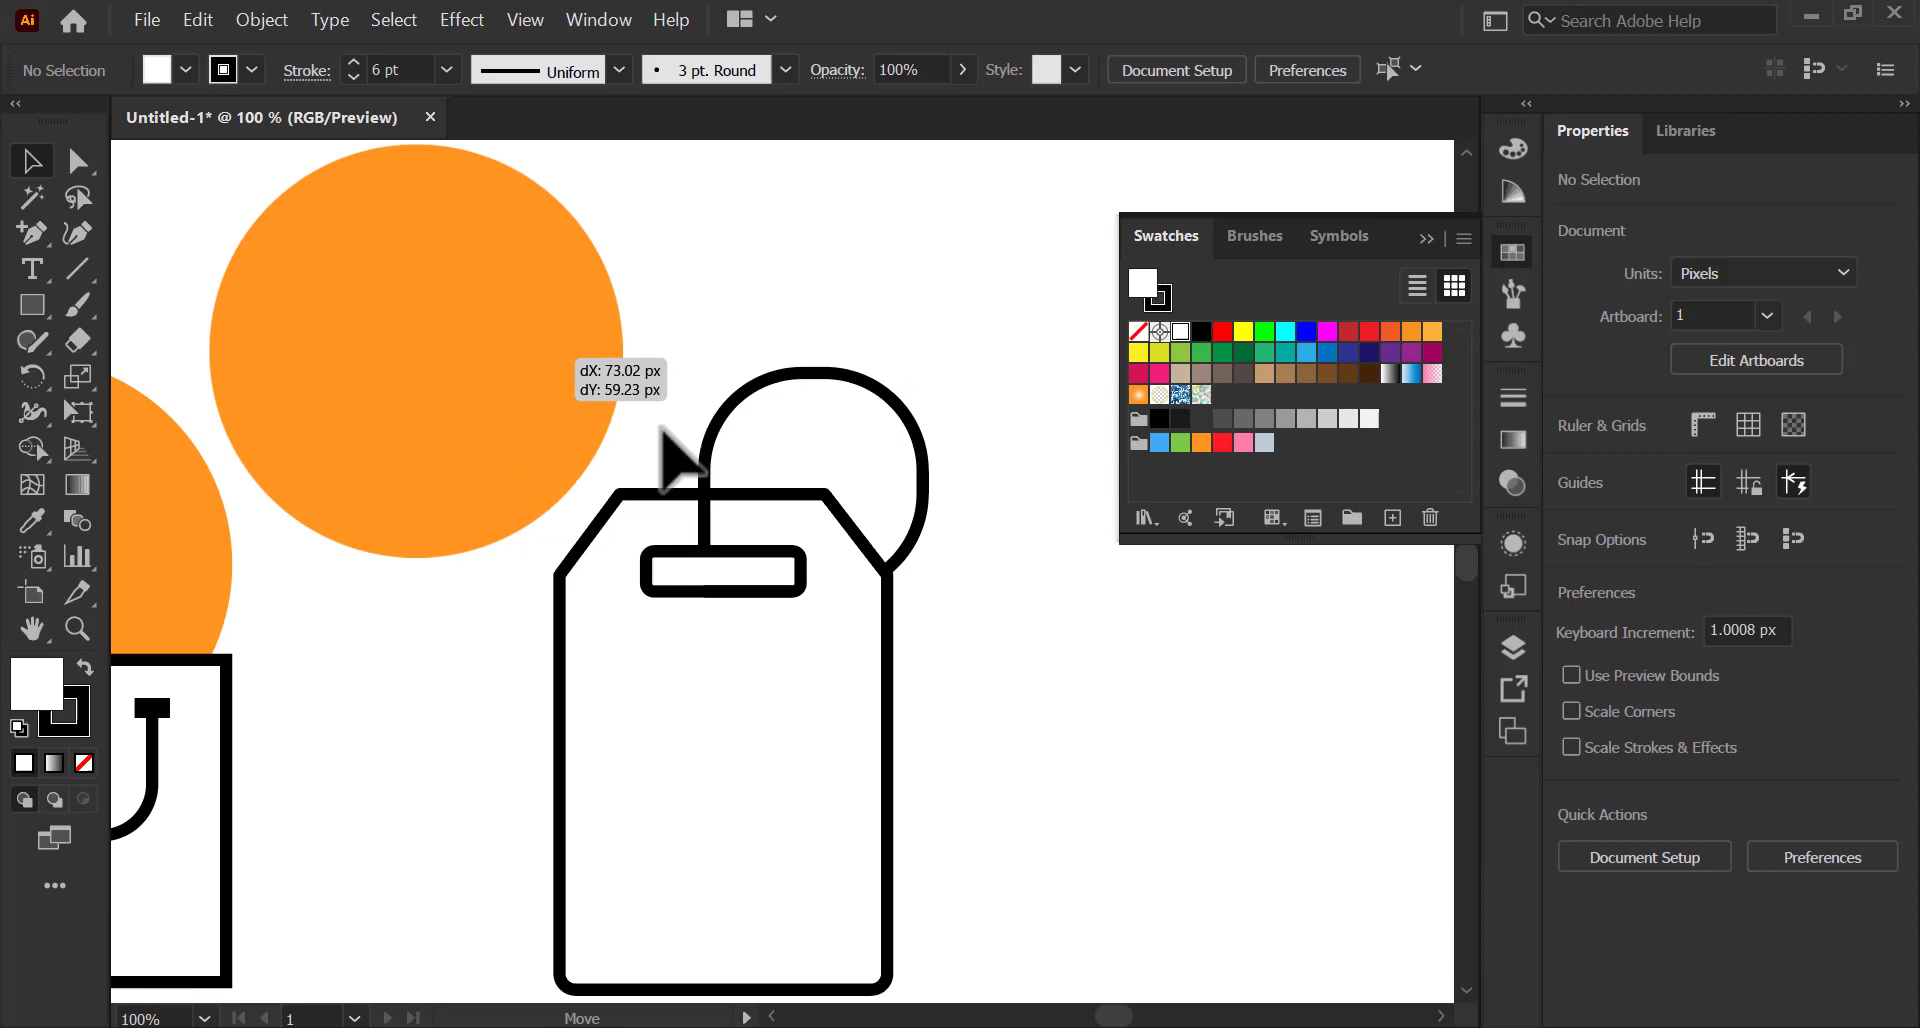 Ai File Edit Object Type Select Effect View Window Help Search Adobe Help
No Selection Stroke: 6 pt Uniform 3 pt. Round Opacity: 100% Style: Document Setup Preferences
Untitled-1* @ 100 % (RGB/Preview)
Properties Libraries
No Selection
Document
Units: Pixels
Artboard: 1
Edit Artboards
Ruler & Grids
Guides
Snap Options
Preferences
Keyboard Increment: 1.0008 px
Use Preview Bounds
Scale Corners
Scale Strokes & Effects
Quick Actions
Document Setup Preferences
Swatches Brushes Symbols
dX: 73.02 px
dY: 59.23 px
100% 1 Move